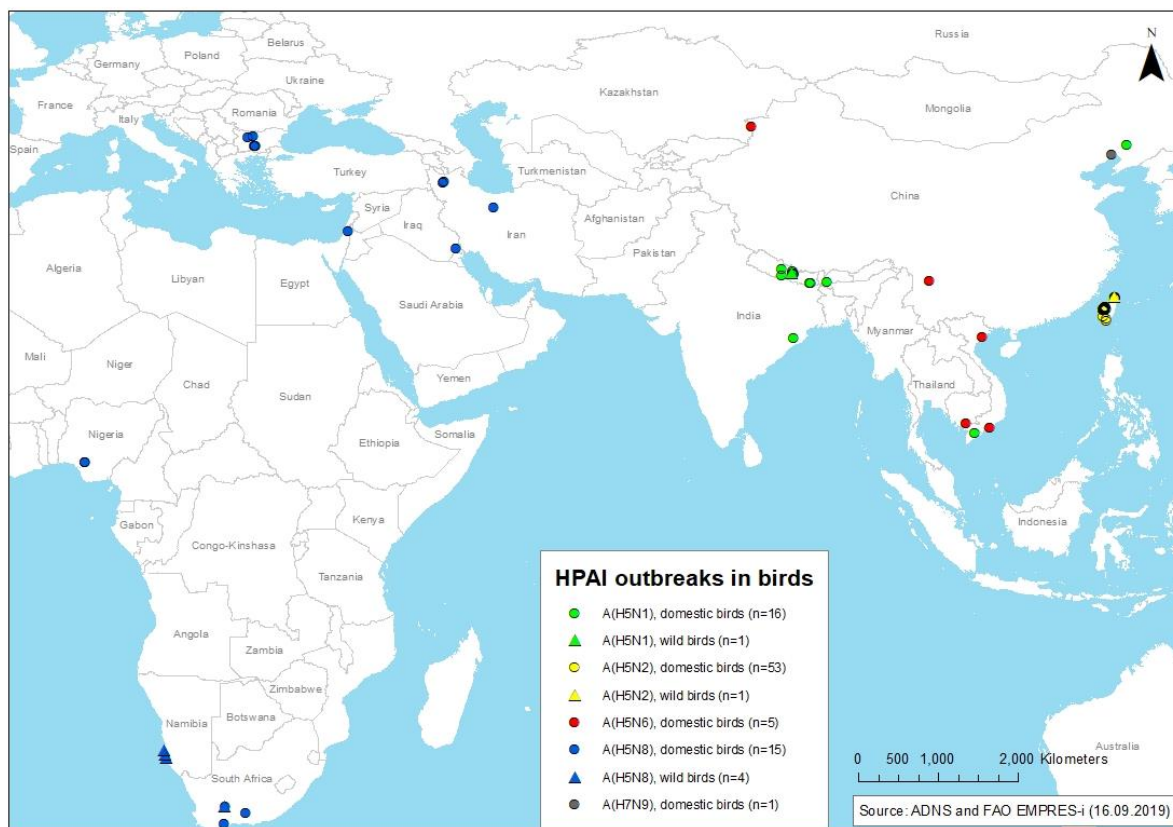 N
Belarus
Russia
Poland
Germany
Ukraine
Kazakhstan
France
Mongolia
Romania
Italy
Spain
Turkmenistan
Turkey
China
Syria
Afghanistan
Iraq
Iran
Pakistan
Algeria
Libyan
Egypt
Saudi Arabia
India
Myanmar
Mali
Niger
Yemen
Chad
Sudan
Thailand
Nigeria
Ethiopia
Somalia
Gabon
Kenya
Indonesia
Congo-Kinshasa
Tanzania
Angola
Zambia
Zimbabwe
Namibia
Botswana
Australia
South Africa
HPAI outbreaks in birds
A(H5N1), domestic birds (n=16)
A(H5N1), wild birds (n=1)
A(H5N2), domestic birds (n=53)
A(H5N2), wild birds (n=1)
A(H5N6), domestic birds (n=5)
A(H5N8), domestic birds (n=15)
A(H5N8), wild birds (n=4)
A(H7N9), domestic birds (n=1)
0 500 1,000 2,000 Kilometers
Source: ADNS and FAO EMPRES-i (16.09.2019)